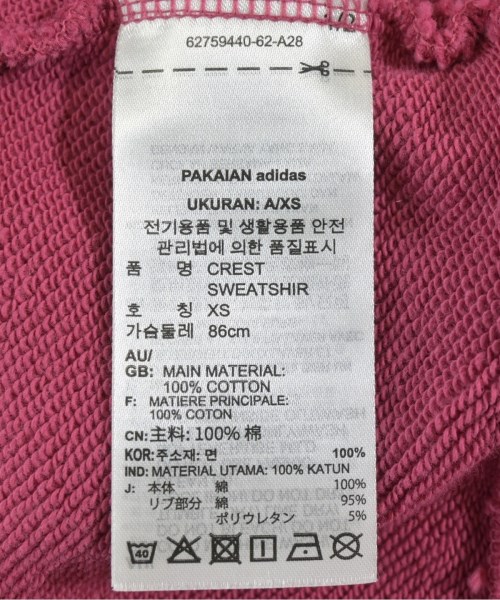 62759440-62-A28
PAKAIAN adidas
UKURAN: A/XS
전기용품 및 생활용품 안전
관리법에 의한 품질표시
품 명 CREST
SWEATSHIR
호 칭 XS
가슴둘레 86cm
AU/
GB: MAIN MATERIAL:
100% COTTON
F: MATIERE PRINCIPALE:
100% COTON
CN: 主料: 100% 棉
KOR: 주소재: 면 100%
IND: MATERIAL UTAMA: 100% KATUN
J: 本体 綿 100%
リブ部分 綿 95%
ポリウレタン 5%
40